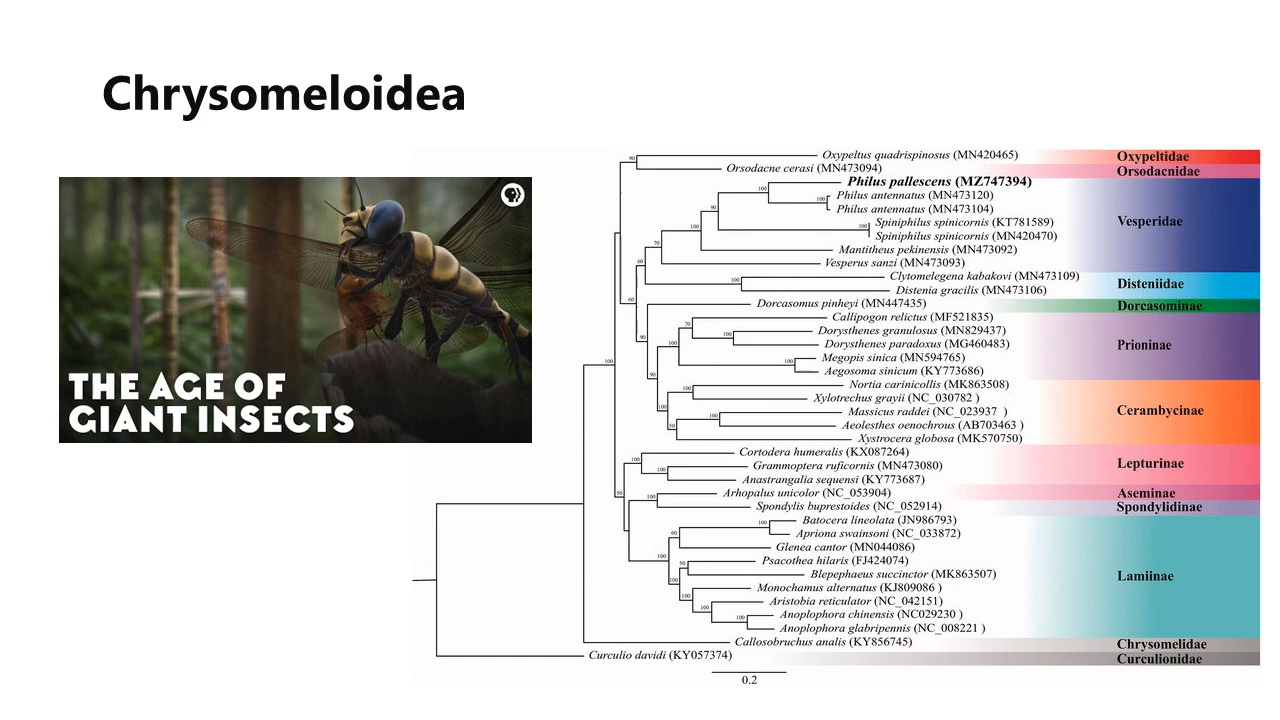 Chrysomeloidea
THE AGE OF
GIANT INSECTS
Oxypeltus quadrispinosus (MN420465)
Oxypeltidae
Orsodacne cerasi (MN473094)
Orsodacnidae
Philus pallescens (MZ747394)
Philus antennatus (MN473120)
Philus antennatus (MN473104)
Spiniphilus spinicornis (KT781589)
Vesperidae
Spiniphilus spinicornis (MN420470)
Mantitheus pekinensis (MN473092)
Vesperus sanzi (MN473093)
Clytomelegena kabakovi (MN473109)
Disteniidae
Distenia gracilis (MN473106)
Dorcasomus pinheyi (MN447435)
Dorcasominae
Callipogon relictus (MF521835)
Dorysthenes granulosus (MN829437)
Dorysthenes paradoxus (MG460483)
Prioninae
Megopis sinica (MN594765)
Aegosoma sinicum (KY773686)
Nortia carinicollis (MK863508)
Xylotrechus grayii (NC_030782 )
Massicus raddei (NC_023937 )
Cerambycinae
Aeolesthes oenochrous (AB703463 )
Xystrocera globosa (MK570750)
Cortodera humeralis (KX087264)
Grammoptera ruficornis (MN473080)
Lepturinae
Anastrangalia sequensi (KY773687)
Arhopalus unicolor (NC_053904)
Aseminae
Spondylis buprestoides (NC_052914)
Spondylidinae
Batocera lineolata (JN986793)
Apriona swainsoni (NC_033872)
Glenea cantor (MN044086)
Psacothea hilaris (FJ424074)
Blepephaeus succinctor (MK863507)
Lamiinae
Monochamus alternatus (KJ809086 )
Aristobia reticulator (NC_042151)
Anoplophora chinensis (NC029230 )
Anoplophora glabripennis (NC_008221 )
Callosobruchus analis (KY856745)
Chrysomelidae
Curculio davidi (KY057374)
Curculionidae
0.2